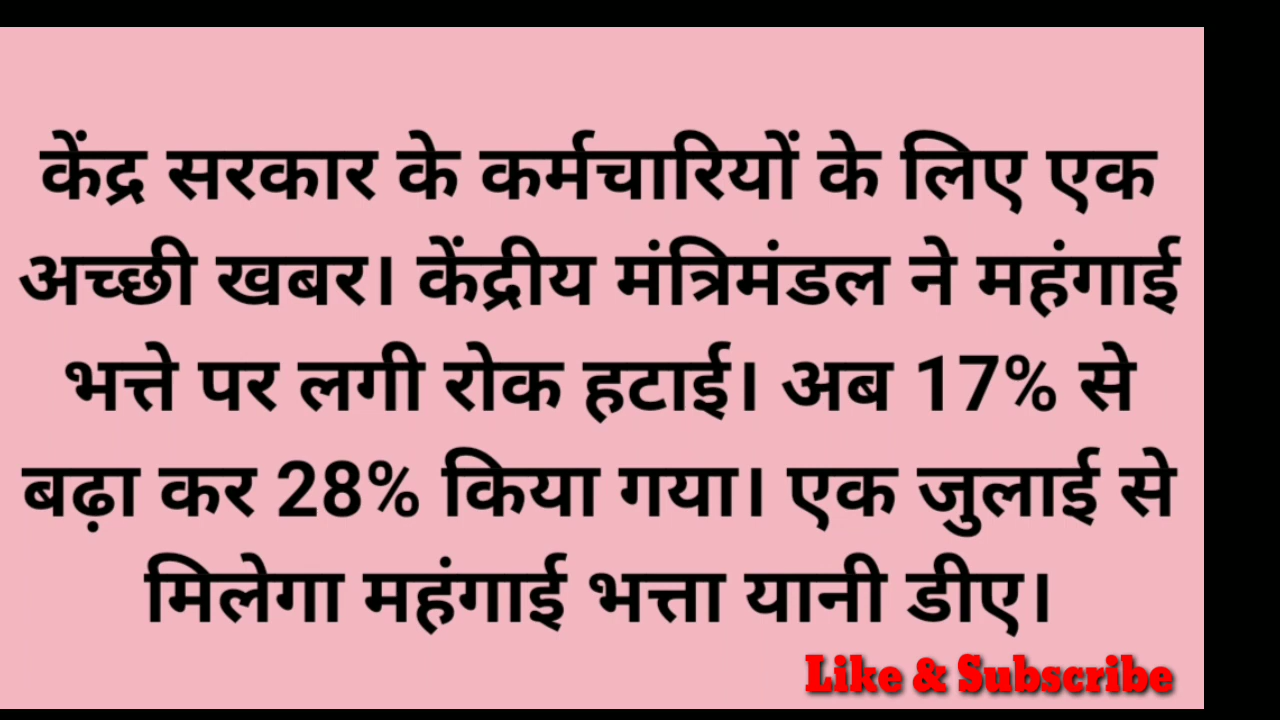 केंद्र सरकार के कर्मचारियों के लिए एक
अच्छी खबर। केंद्रीय मंत्रिमंडल ने महंगाई
भत्ते पर लगी रोक हटाई। अब 17% से
बढ़ा कर 28% किया गया। एक जुलाई से
मिलेगा महंगाई भत्ता यानी डीए।
Like & Subscribe